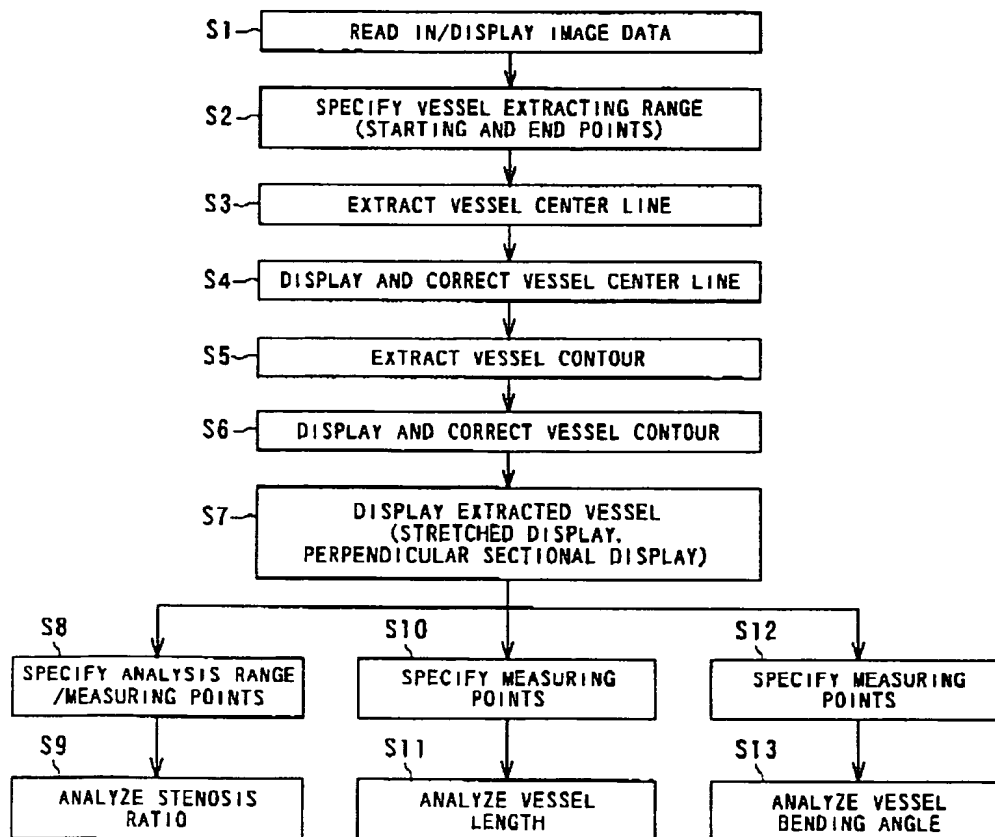 S1
READ IN/DISPLAY IMAGE DATA
S2
SPECIFY VESSEL EXTRACTING RANGE
(STARTING AND END POINTS)
S3
EXTRACT VESSEL CENTER LINE
S4
DISPLAY AND CORRECT VESSEL CENTER LINE
S5
EXTRACT VESSEL CONTOUR
S6
DISPLAY AND CORRECT VESSEL CONTOUR
S7
DISPLAY EXTRACTED VESSEL
(STRETCHED DISPLAY,
PERPENDICULAR SECTIONAL DISPLAY)
S8
SPECIFY ANALYSIS RANGE
/MEASURING POINTS
S9
ANALYZE STENOSIS
RATIO
S10
SPECIFY MEASURING
POINTS
S11
ANALYZE VESSEL
LENGTH
S12
SPECIFY MEASURING
POINTS
S13
ANALYZE VESSEL
BENDING ANGLE